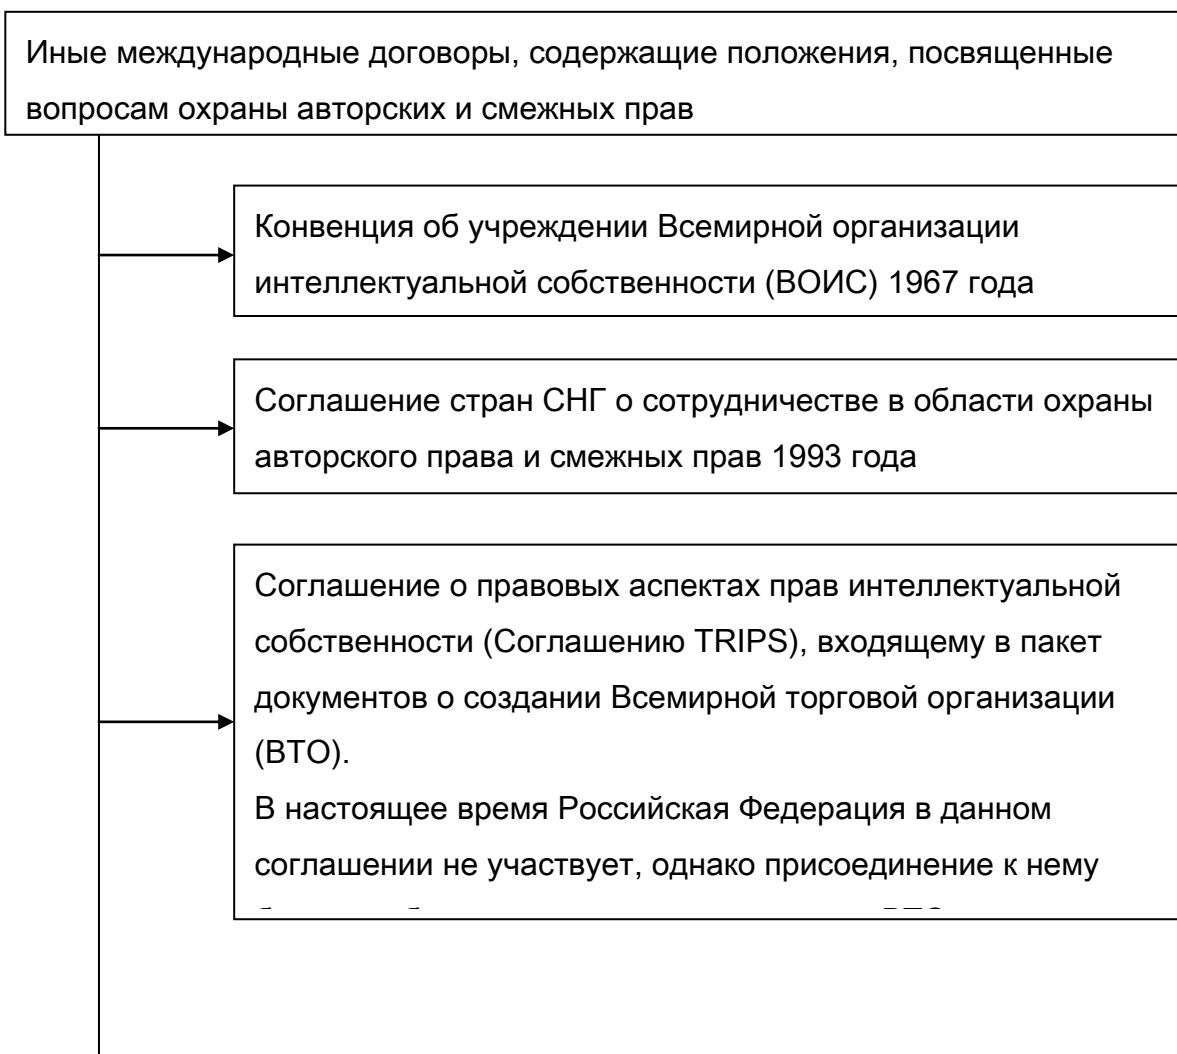 Иные международные договоры, содержащие положения, посвященные
вопросам охраны авторских и смежных прав
Конвенция об учреждении Всемирной организации
интеллектуальной собственности (ВОИС) 1967 года
Соглашение стран СНГ о сотрудничестве в области охраны
авторского права и смежных прав 1993 года
Соглашение о правовых аспектах прав интеллектуальной
собственности (Соглашению TRIPS), входящему в пакет
документов о создании Всемирной торговой организации
(ВТО).
В настоящее время Российская Федерация в данном
соглашении не участвует, однако присоединение к нему